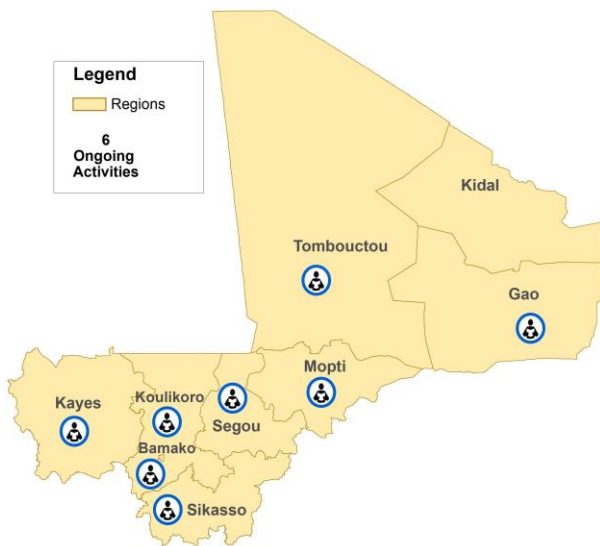 Legend
Regions
6
Ongoing
Activities
Kidal
Tombouctou
Gao
Mopti
Kayes
Koulikoro
Segou
Bamako
Sikasso